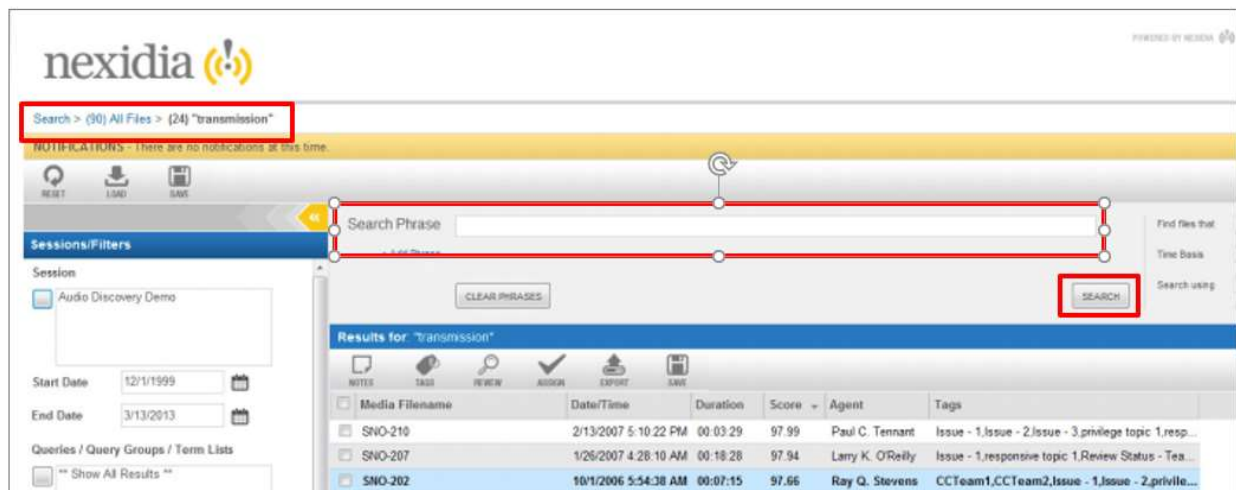 nexidia
POWERED BY NEXIDIA
Search > (90) All Files > (24) "transmission"
NOTIFICATIONS - There are no notifications at this time.
RESET LOAD SAVE
Search Phrase
Find files that
Sessions/Filters
+ Add Phrase
Time Basis
Session
Search using
Audio Discovery Demo
CLEAR PHRASES
SEARCH
Results for: "transmission"
NOTES TAGS REVIEW ASSIGN EXPORT SAVE
Start Date 12/1/1999
Media Filename Date/Time Duration Score Agent Tags
End Date 3/13/2013
SNO-210 2/13/2007 5:10:22 PM 00:03:29 97.99 Paul C. Tennant Issue - 1,Issue - 2,Issue - 3,privilege topic 1,resp...
Queries / Query Groups / Term Lists
SNO-207 1/26/2007 4:28:10 AM 00:18:28 97.94 Larry K. O'Reilly Issue - 1,responsive topic 1,Review Status - Tea...
** Show All Results **
SNO-202 10/1/2006 5:54:38 AM 00:07:15 97.66 Ray Q. Stevens CCTeam1,CCTeam2,Issue - 1,Issue - 2,privile...